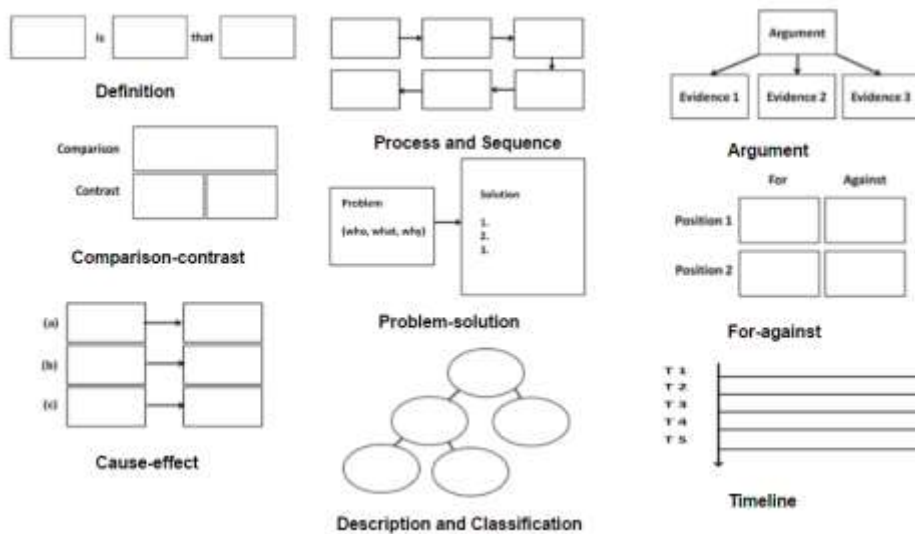 is that
Definition
Comparison
Contrast
Comparison-contrast
(a)
(b)
(c)
Cause-effect
Process and Sequence
Problem
(who, what, why)
Solution
1.
2.
3.
Problem-solution
Description and Classification
Argument
Evidence 1 Evidence 2 Evidence 3
Argument
For Against
Position 1
Position 2
For-against
T 1
T 2
T 3
T 4
T 5
Timeline